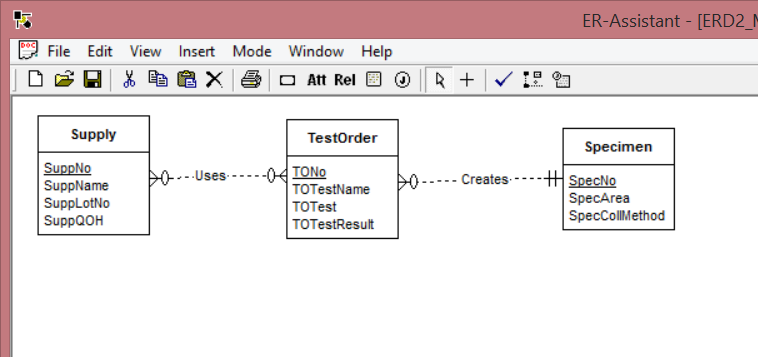 ER-Assistant - [ERD2_M
DOC File Edit View Insert Mode Window Help
Att Rel J
Supply
SuppNo
SuppName
SuppLotNo
SuppQOH
Uses
TestOrder
TONo
TOTestName
TOTest
TOTestResult
Creates
Specimen
SpecNo
SpecArea
SpecCollMethod